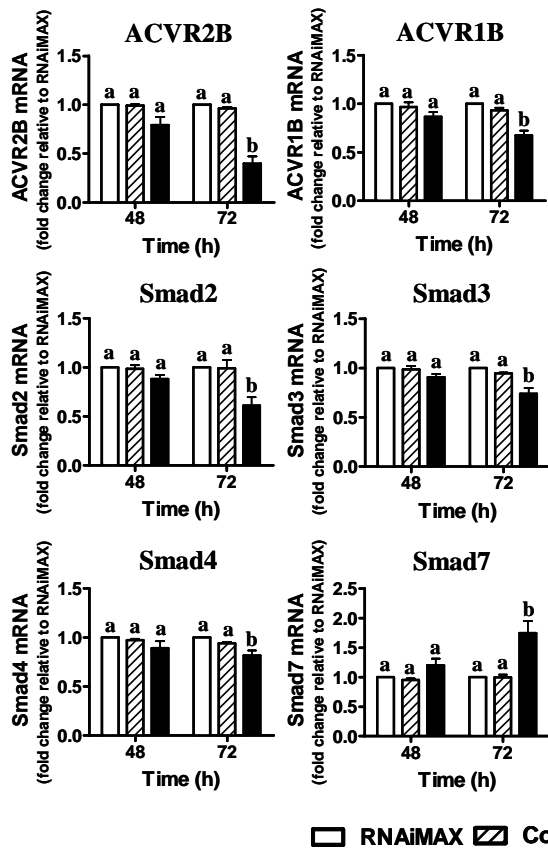 ACVR2B
ACVR2B mRNA
(fold change relative to RNAiMAX)
1.5
1.0
0.5
0.0
a a a
a a b
48 72
Time (h)
ACVR1B
ACVR1B mRNA
(fold change relative to RNAiMAX)
1.5
1.0
0.5
0.0
a a a
a a b
48 72
Time (h)
Smad2
Smad2 mRNA
(fold change relative to RNAiMAX)
1.5
1.0
0.5
0.0
a a a
a a b
48 72
Time (h)
Smad3
Smad3 mRNA
(fold change relative to RNAiMAX)
1.5
1.0
0.5
0.0
a a a
a a b
48 72
Time (h)
Smad4
Smad4 mRNA
(fold change relative to RNAiMAX)
1.5
1.0
0.5
0.0
a a a
a a b
48 72
Time (h)
Smad7
Smad7 mRNA
(fold change relative to RNAiMAX)
2.5
2.0
1.5
1.0
0.5
0.0
a a a
a a b
48 72
Time (h)
RNAiMAX Co